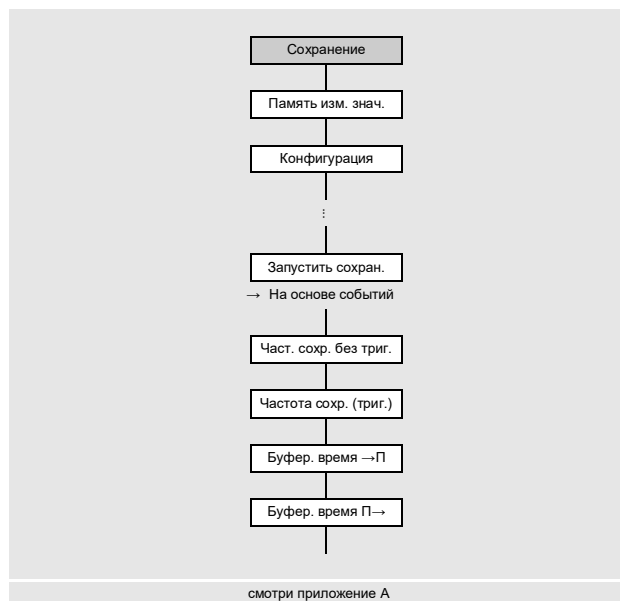 Сохранение
Память изм. знач.
Конфигурация
⋮
Запустить сохран.
→ На основе событий
Част. сохр. без триг.
Частота сохр. (триг.)
Буфер. время →П
Буфер. время П→
смотри приложение А